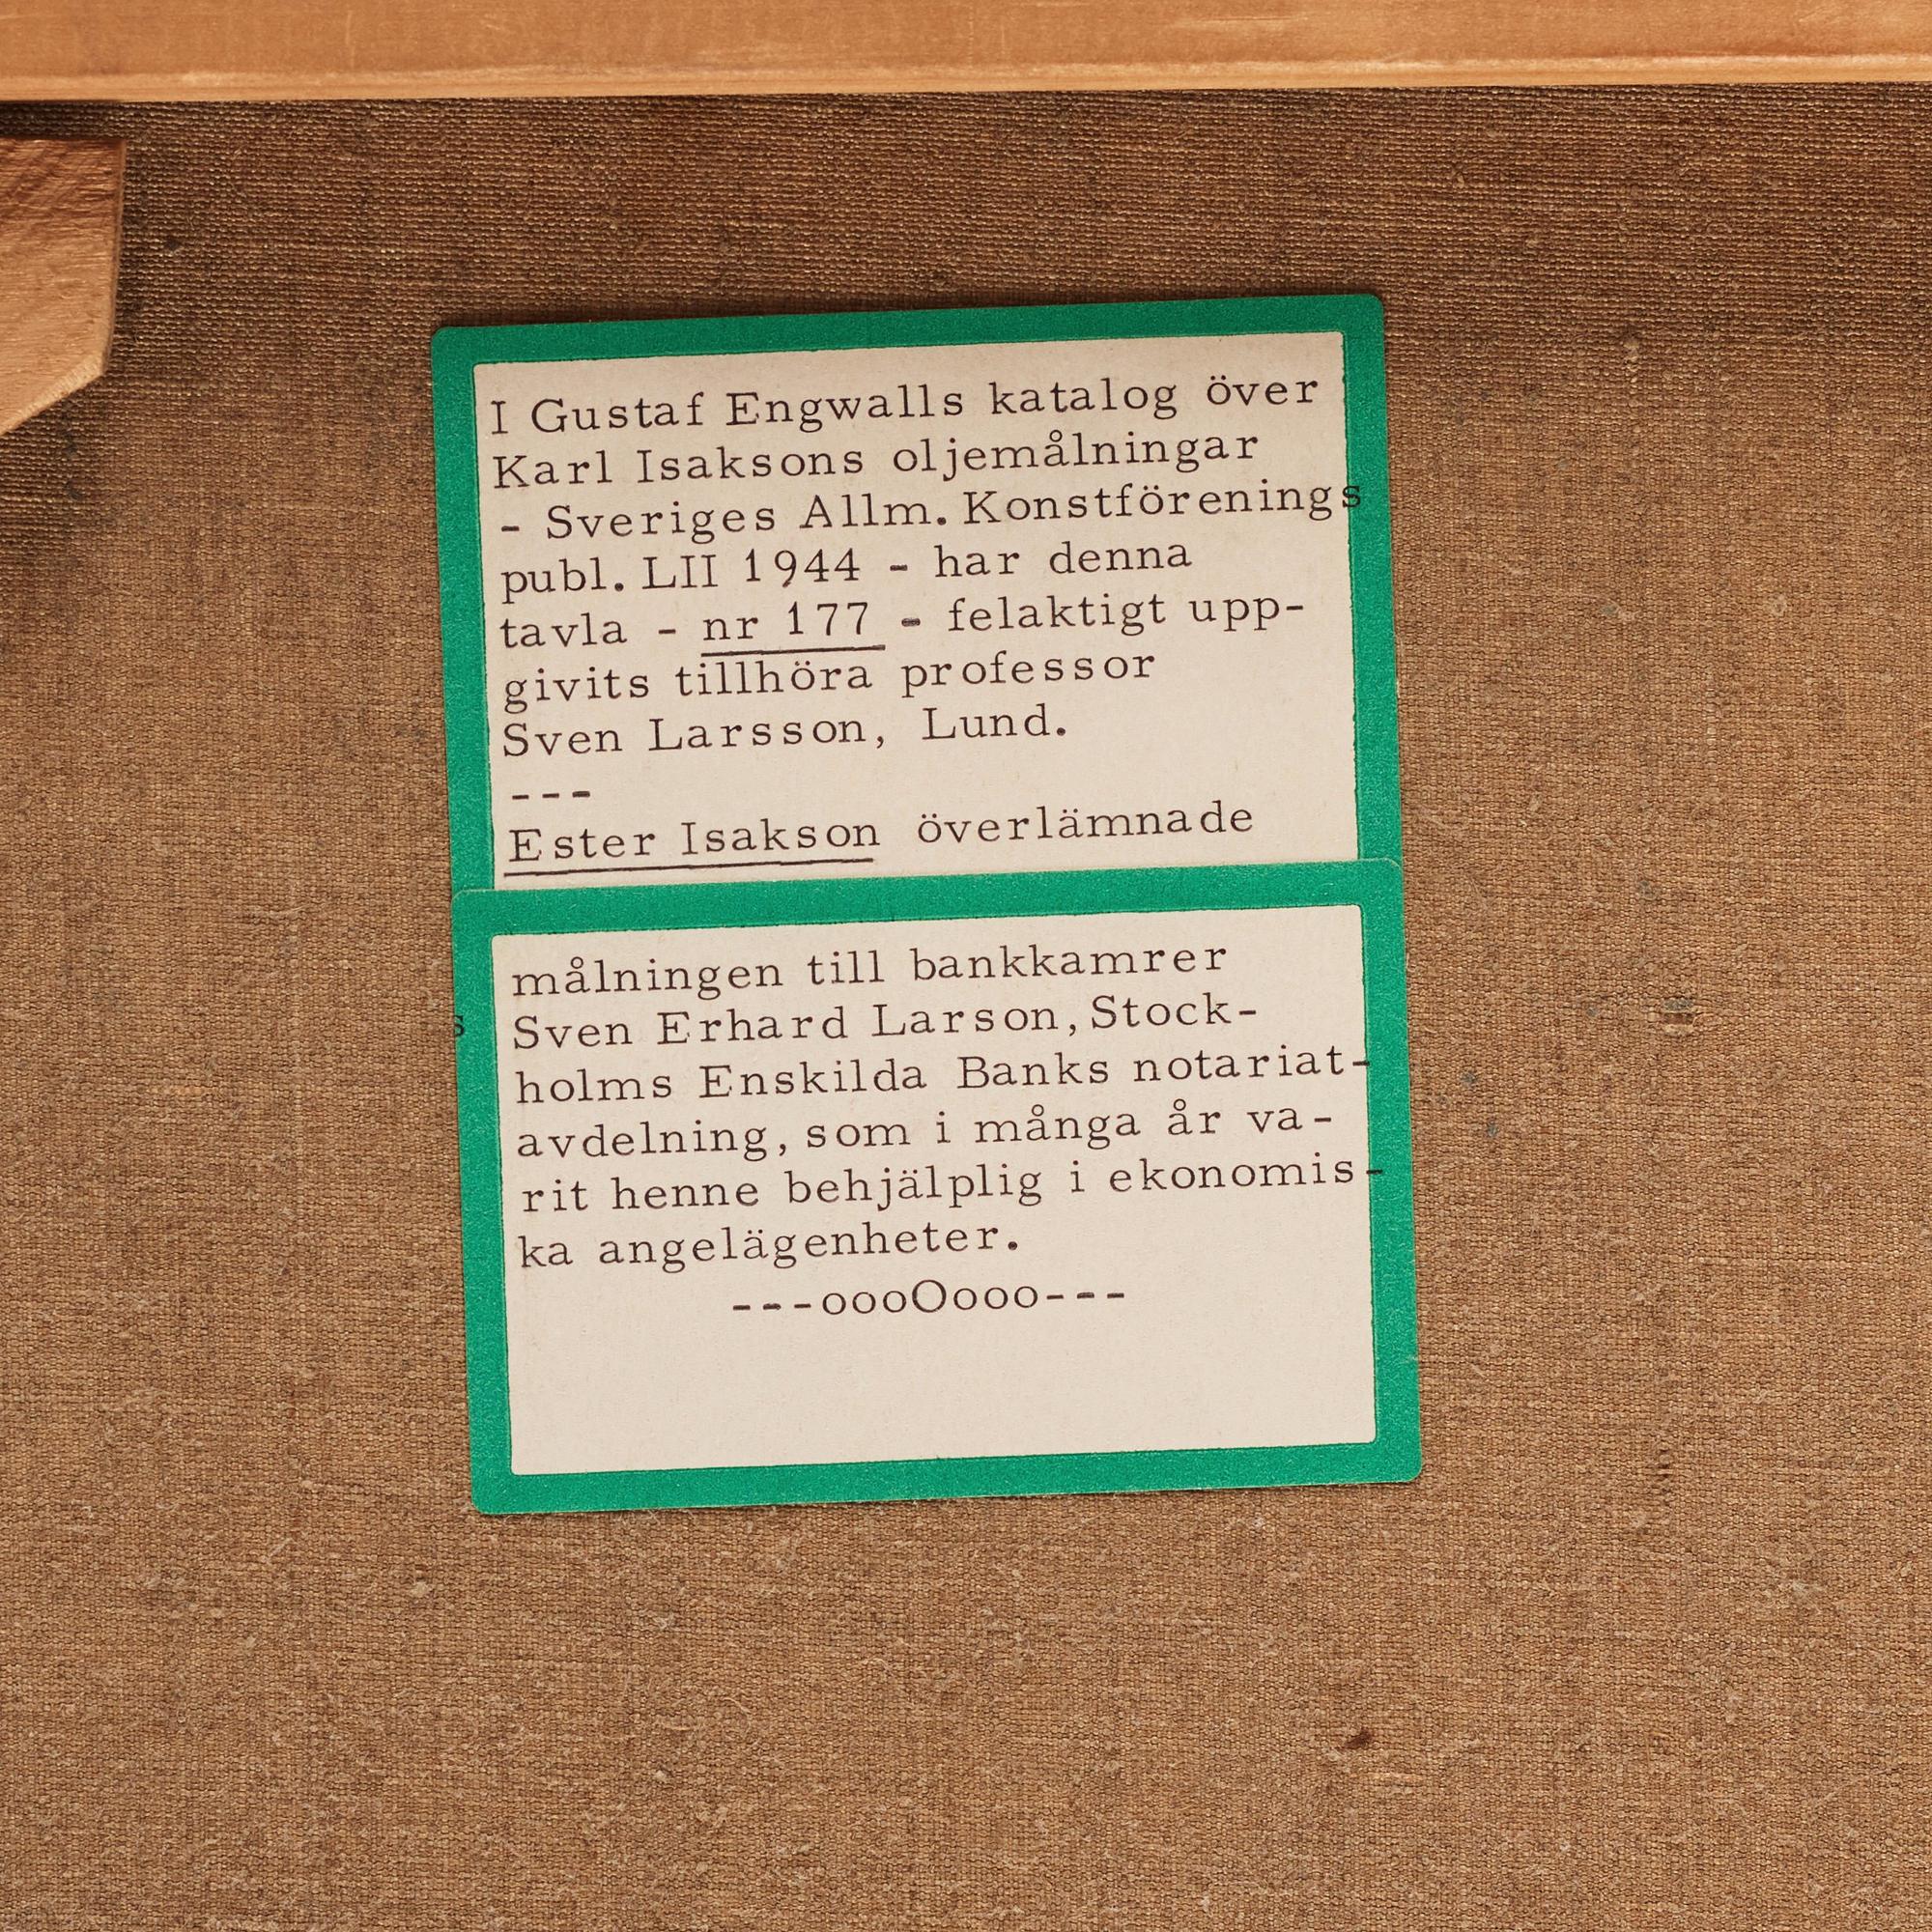 I Gustaf Engwalls katalog över
Karl Isaksons oljemålningar
- Sveriges Allm. Konstförenings
publ. LII 1944 - har denna
tavla - nr 177 - felaktigt upp-
givits tillhöra professor
Sven Larsson, Lund.
---
Ester Isakson överlämnade
målningen till bankkamrer
Sven Erhard Larson, Stock-
holms Enskilda Banks notariat-
avdelning, som i många år va-
rit henne behjälplig i ekonomis-
ka angelägenheter.
---oooOooo---